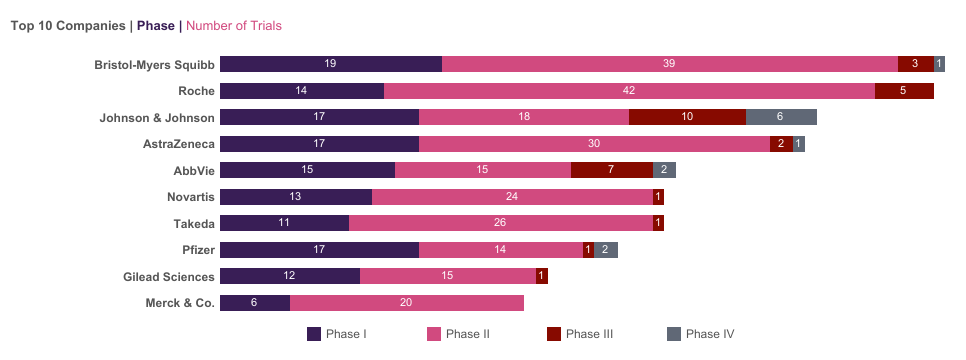 Top 10 Companies | Phase | Number of Trials
Bristol-Myers Squibb 19 39 3 1
Roche 14 42 5
Johnson & Johnson 17 18 10 6
AstraZeneca 17 30 2 1
AbbVie 15 15 7 2
Novartis 13 24 1
Takeda 11 26 1
Pfizer 17 14 1 2
Gilead Sciences 12 15 1
Merck & Co. 6 20
Phase I Phase II Phase III Phase IV